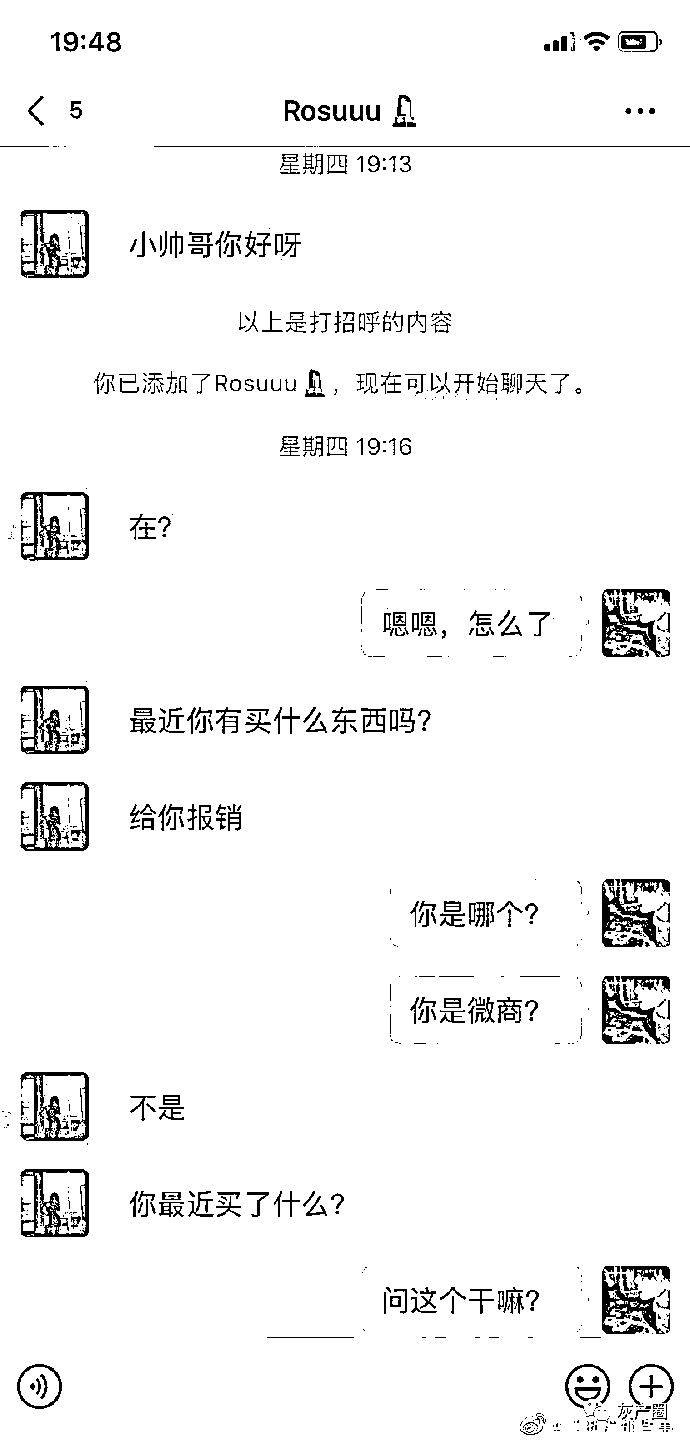 19:48
5
Rosuuu
星期四 19:13
小帅哥你好呀
以上是打招呼的内容
你已添加了Rosuuu，现在可以开始聊天了。
星期四 19:16
在？
嗯嗯，怎么了
最近你有买什么东西吗？
给你报销
你是哪个？
你是微商？
不是
你最近买了什么？
问这个干嘛？
灰产圈